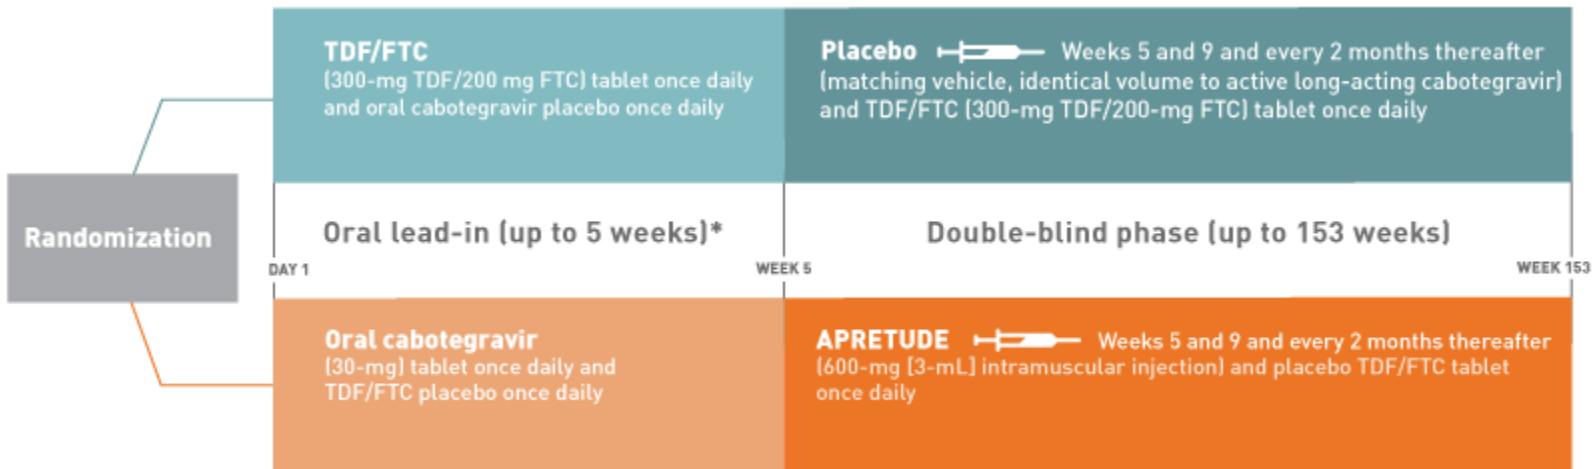 TDF/FTC
(300-mg TDF/200 mg FTC) tablet once daily
and oral cabotegravir placebo once daily
Placebo Weeks 5 and 9 and every 2 months thereafter
(matching vehicle, identical volume to active long-acting cabotegravir)
and TDF/FTC (300-mg TDF/200-mg FTC) tablet once daily
Randomization
Oral lead-in (up to 5 weeks)*
Double-blind phase (up to 153 weeks)
DAY 1
WEEK 5
WEEK 153
Oral cabotegravir
(30-mg) tablet once daily and
TDF/FTC placebo once daily
APRETUDE Weeks 5 and 9 and every 2 months thereafter
(600-mg [3-mL] intramuscular injection) and placebo TDF/FTC tablet
once daily